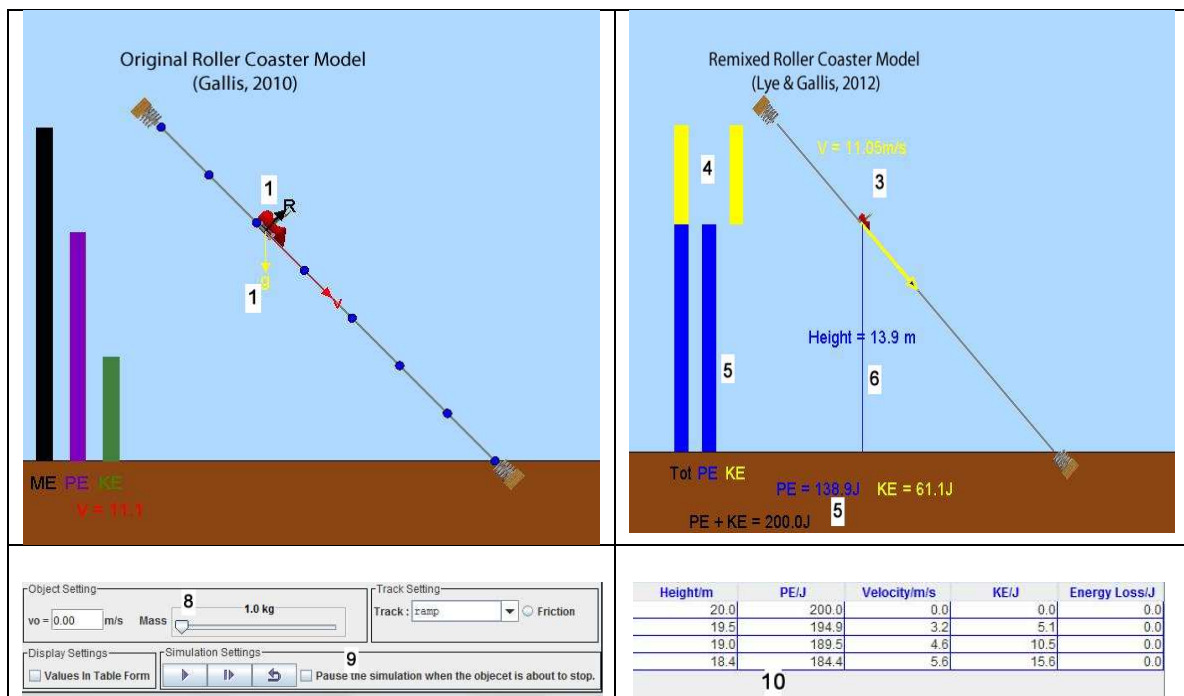 Original Roller Coaster Model
(Gallis, 2010)
1
R
g
1
v
ME PE KE
V = 11.1
Remixed Roller Coaster Model
(Lye & Gallis, 2012)
V = 11.05m/s
4
3
Height = 13.9 m
5
6
Tot PE KE
PE = 138.9J KE = 61.1J
5
PE + KE = 200.0J
Object Setting
8
1.0 kg
vo = 0.00 m/s Mass
Track Setting
Track : ramp Friction
Display Settings
Values In Table Form
Simulation Settings
9
Pause the simulation when the objecet is about to stop.
Height/m PE/J Velocity/m/s KE/J Energy Loss/J
20.0 200.0 0.0 0.0 0.0
19.5 194.9 3.2 5.1 0.0
19.0 189.5 4.6 10.5 0.0
18.4 184.4 5.6 15.6 0.0
10